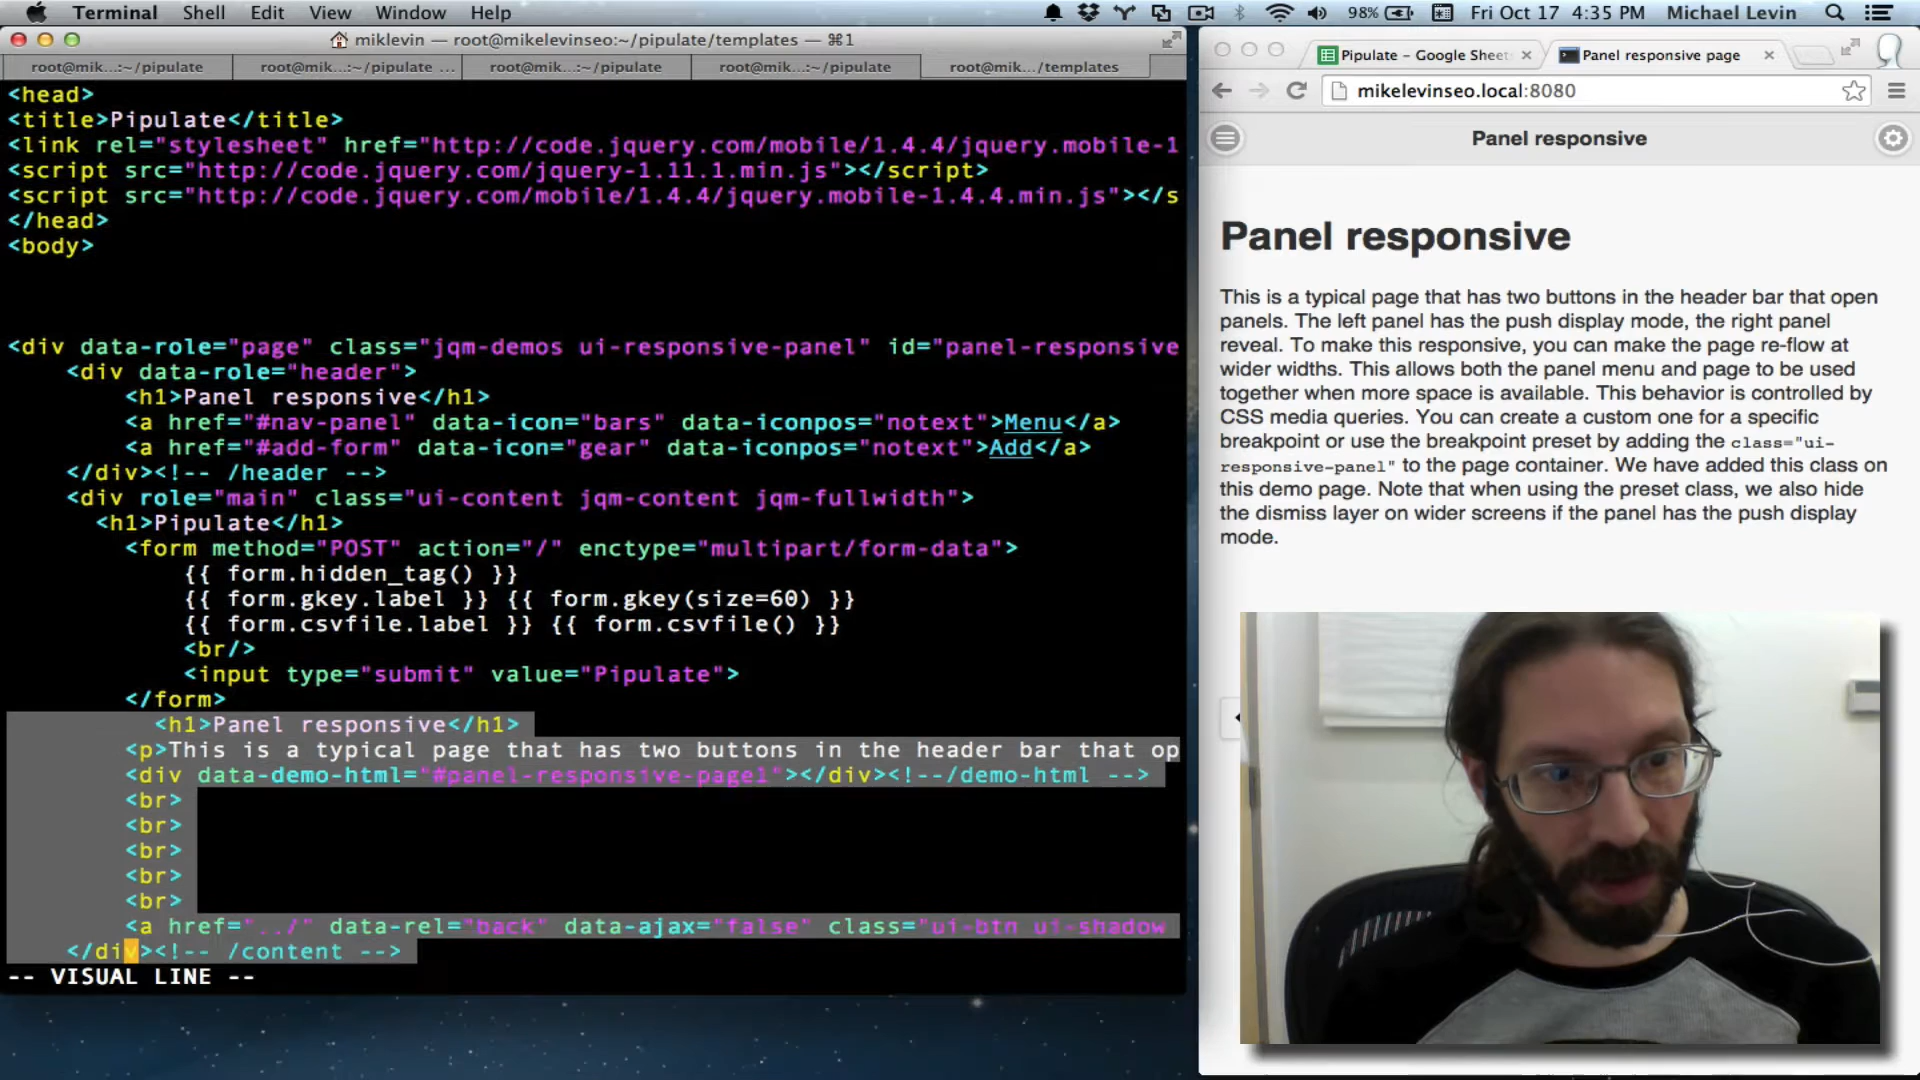 Terminal Shell Edit View Window Help 98% Fri Oct 17 4:35 PM Michael Levin
miklevin — root@mikelevinseo:~/pipulate/templates — ⌘1
root@mik...:~/pipulate root@mik...:~/pipulate ... root@mik...:~/pipulate root@mik...:~/pipulate root@mik.../templates
<head>
<title>Pipulate</title>
<link rel="stylesheet" href="http://code.jquery.com/mobile/1.4.4/jquery.mobile-1
<script src="http://code.jquery.com/jquery-1.11.1.min.js"></script>
<script src="http://code.jquery.com/mobile/1.4.4/jquery.mobile-1.4.4.min.js"></s
</head>
<body>
<div data-role="page" class="jqm-demos ui-responsive-panel" id="panel-responsive
<div data-role="header">
<h1>Panel responsive</h1>
<a href="#nav-panel" data-icon="bars" data-iconpos="notext">Menu</a>
<a href="#add-form" data-icon="gear" data-iconpos="notext">Add</a>
</div><!-- /header -->
<div role="main" class="ui-content jqm-content jqm-fullwidth">
<h1>Pipulate</h1>
<form method="POST" action="/" enctype="multipart/form-data">
{{ form.hidden_tag() }}
{{ form.gkey.label }} {{ form.gkey(size=60) }}
{{ form.csvfile.label }} {{ form.csvfile() }}
<br/>
<input type="submit" value="Pipulate">
</form>
<h1>Panel responsive</h1>
<p>This is a typical page that has two buttons in the header bar that op
<div data-demo-html="#panel-responsive-page1"></div><!--/demo-html -->
<br>
<br>
<br>
<br>
<br>
<a href="../" data-rel="back" data-ajax="false" class="ui-btn ui-shadow
</div><!-- /content -->
-- VISUAL LINE --
Pipulate - Google Sheet Panel responsive page
mikelevinseo.local:8080
Panel responsive
Panel responsive
This is a typical page that has two buttons in the header bar that open
panels. The left panel has the push display mode, the right panel
reveal. To make this responsive, you can make the page re-flow at
wider widths. This allows both the panel menu and page to be used
together when more space is available. This behavior is controlled by
CSS media queries. You can create a custom one for a specific
breakpoint or use the breakpoint preset by adding the class="ui-
responsive-panel" to the page container. We have added this class on
this demo page. Note that when using the preset class, we also hide
the dismiss layer on wider screens if the panel has the push display
mode.